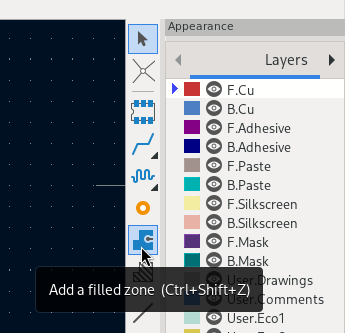 Appearance
Layers
F.Cu
B.Cu
F.Adhesive
B.Adhesive
F.Paste
B.Paste
F.Silkscreen
B.Silkscreen
F.Mask
B.Mask
User.Drawings
Add a filled zone (Ctrl+Shift+Z)
User.Comments
User.Eco1